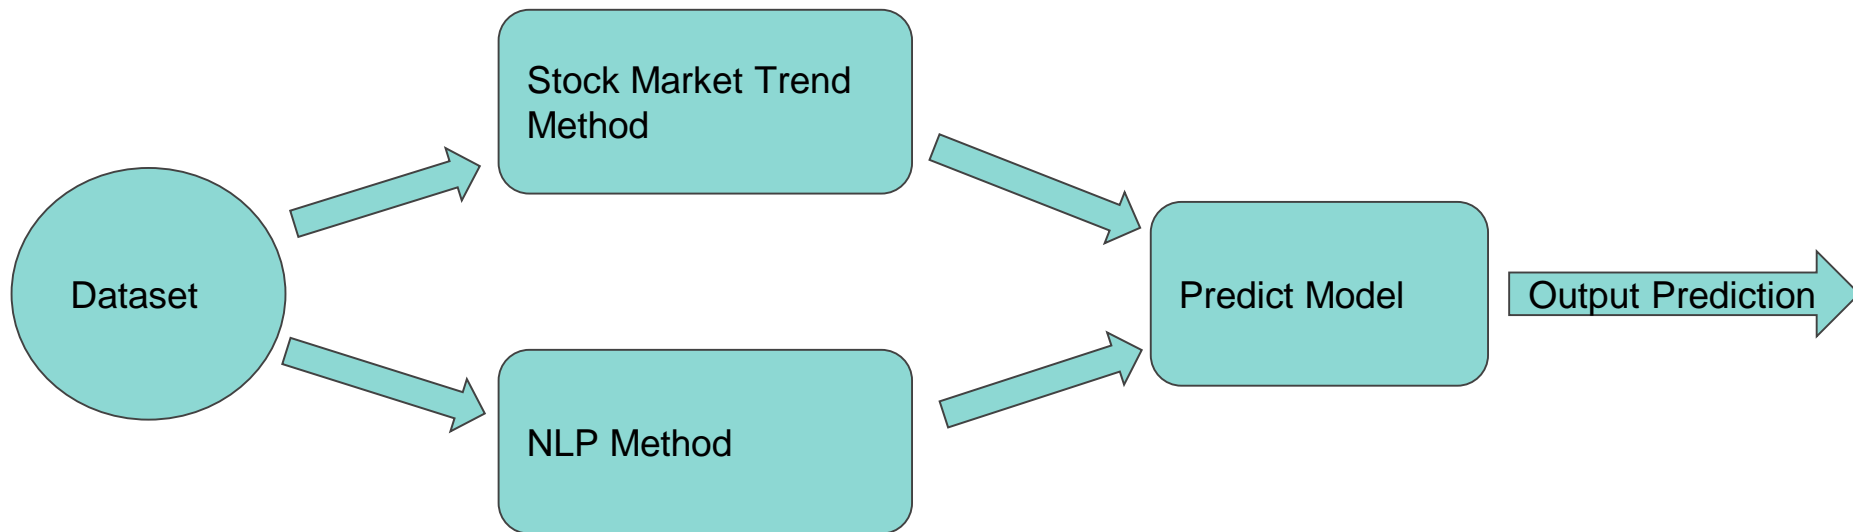 Stock Market Trend
Method
Dataset
NLP Method
Predict Model
Output Prediction